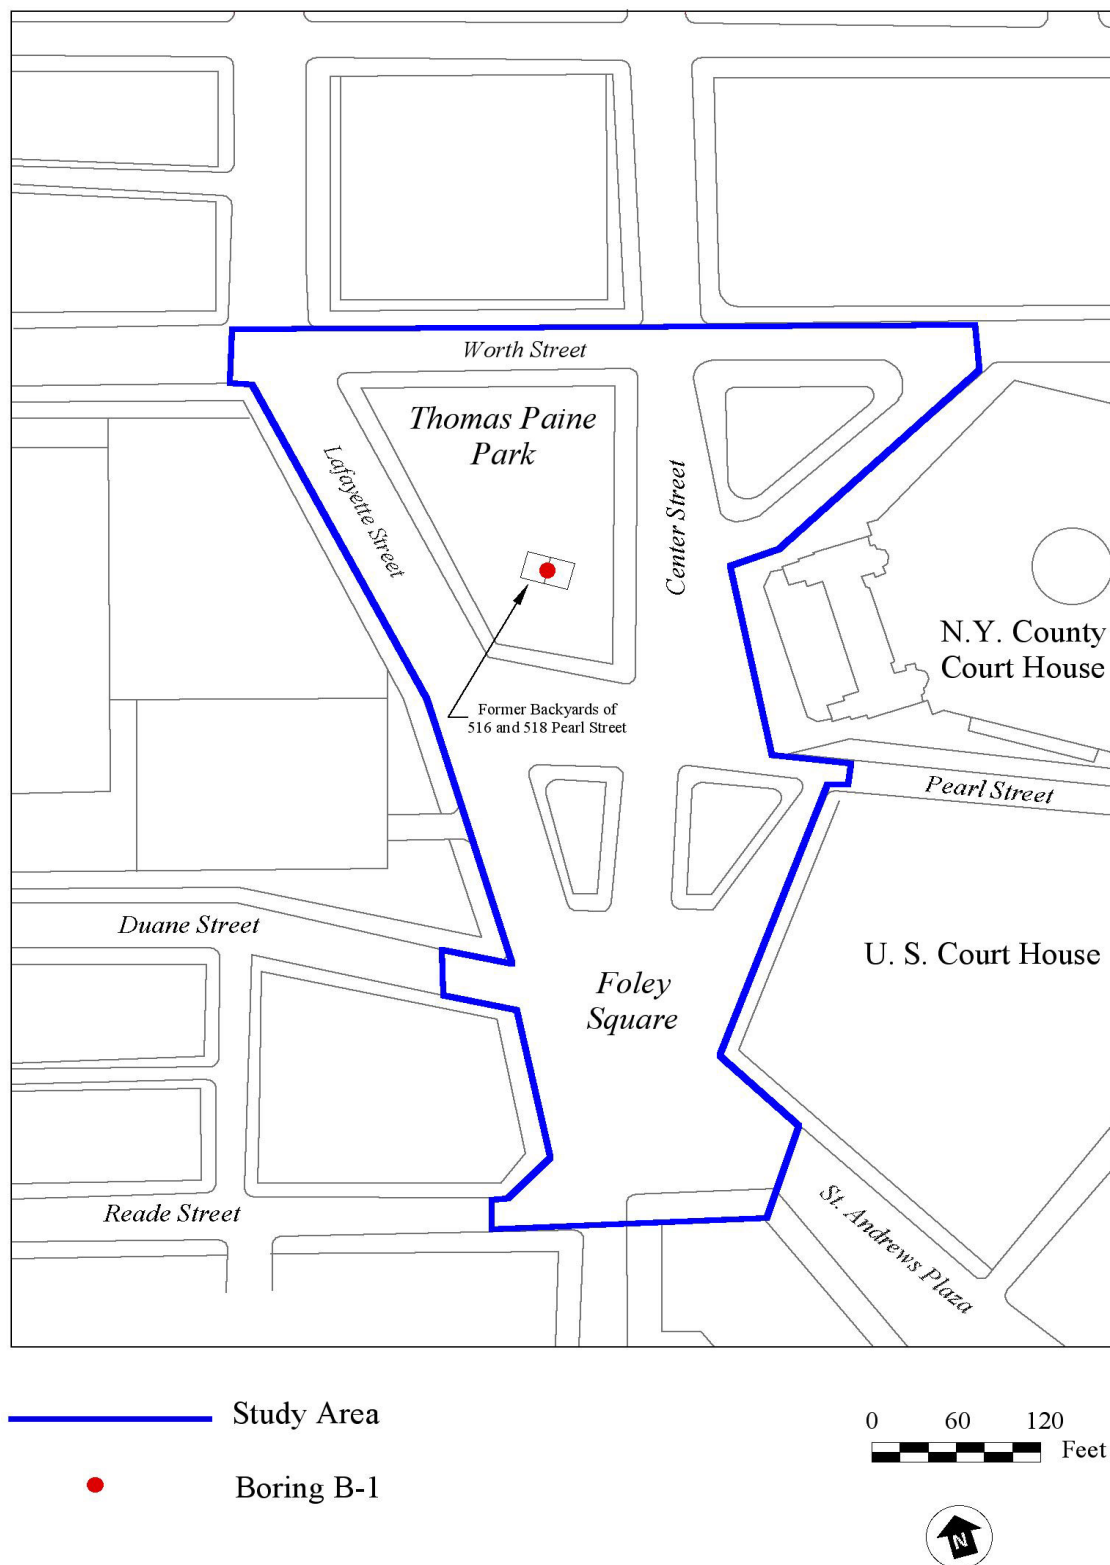 Worth Street
Thomas Paine
Park
Lafayette Street
Center Street
N.Y. County
Court House
Former Backyards of
516 and 518 Pearl Street
Pearl Street
Duane Street
U. S. Court House
Foley
Square
Reade Street
St. Andrews Plaza
Study Area
0 60 120
Feet
Boring B-1
N